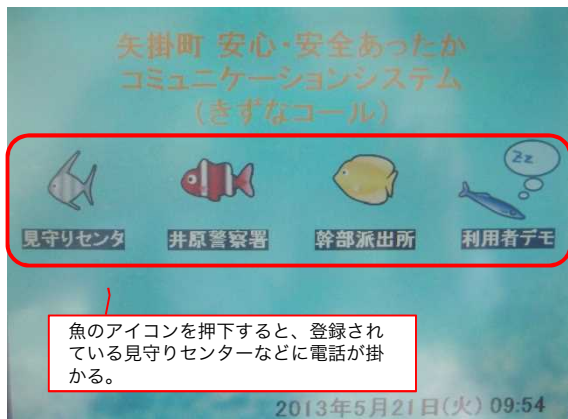 矢掛町 安心・安全あったか
コミュニケーションシステム
(きずなコール)
zz
見守りセンタ 井原警察署 幹部派出所 利用者デモ
魚のアイコンを押下すると、登録され
ている見守りセンターなどに電話が掛
かる。
2013年5月21日(火) 09:54